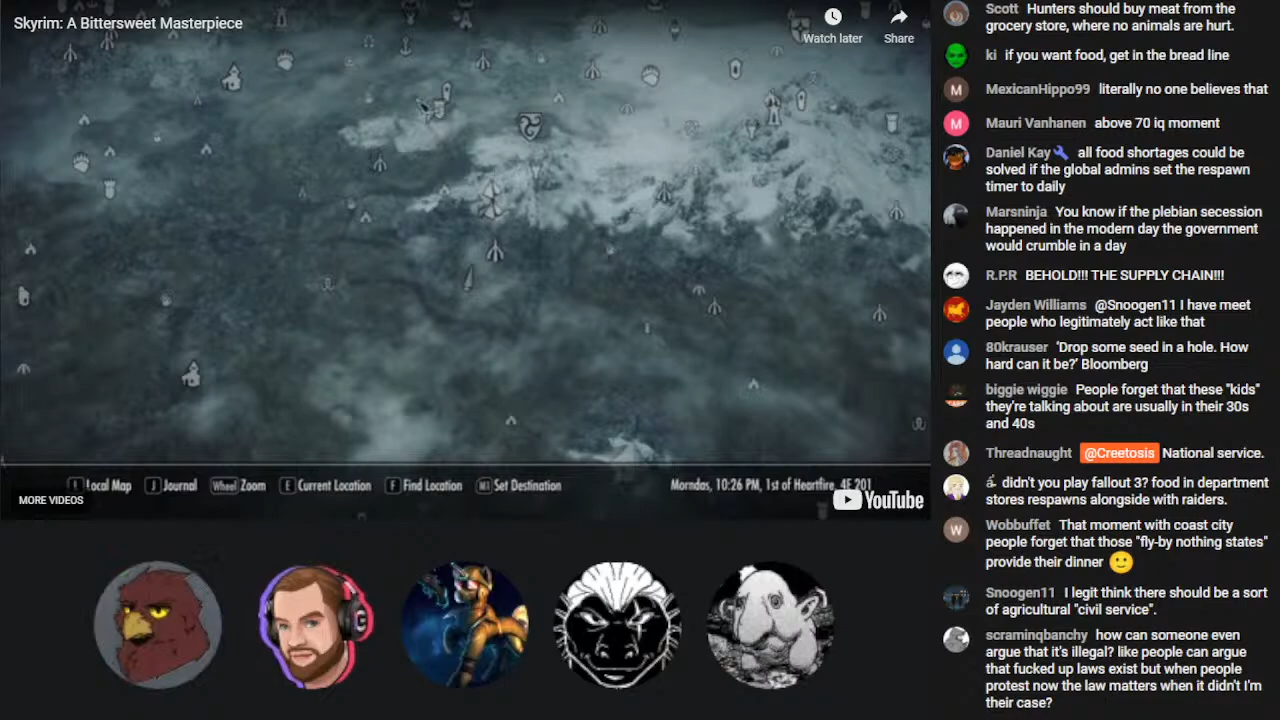 Skyrim: A Bittersweet Masterpiece
Watch later
Share
Local Map
J Journal
Wheel Zoom
E Current Location
F Find Location
M1 Set Destination
Morndas, 10:26 PM, 1st of Heartfire, 4E 201
MORE VIDEOS
YouTube
Scott Hunters should buy meat from the
grocery store, where no animals are hurt.
ki if you want food, get in the bread line
M
MexicanHippo99 literally no one believes that
M
Mauri Vanhanen above 70 iq moment
Daniel Kay all food shortages could be
solved if the global admins set the respawn
timer to daily
Marsninja You know if the plebian secession
happened in the modern day the government
would crumble in a day
R.P.R BEHOLD!!! THE SUPPLY CHAIN!!!
Jayden Williams @Snoogen11 I have meet
people who legitimately act like that
80krauser 'Drop some seed in a hole. How
hard can it be?' Bloomberg
biggie wiggie People forget that these "kids"
they're talking about are usually in their 30s
and 40s
Threadnaught @Creetosis National service.
didn't you play fallout 3? food in department
stores respawns alongside with raiders.
W
Wobbuffet That moment with coast city
people forget that those "fly-by nothing states"
provide their dinner
Snoogen11 I legit think there should be a sort
of agricultural "civil service".
scraminqbanchy how can someone even
argue that it's illegal? like people can argue
that fucked up laws exist but when people
protest now the law matters when it didn't I'm
their case?